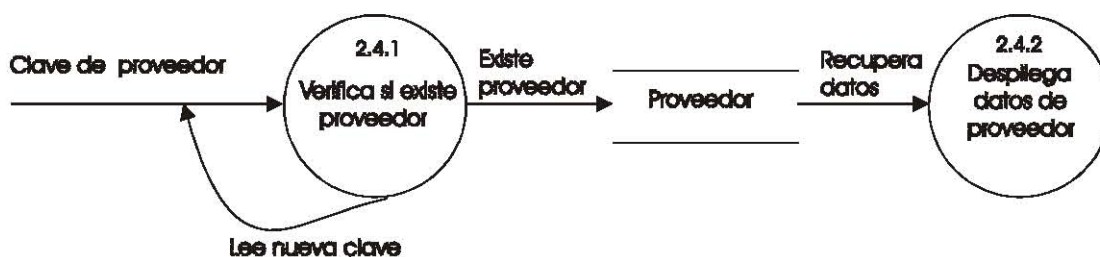 Clave de proveedor
2.4.1
Verifica si existe
proveedor
Existe
proveedor
Proveedor
Recupera
datos
2.4.2
Despliega
datos de
proveedor
Lee nueva clave